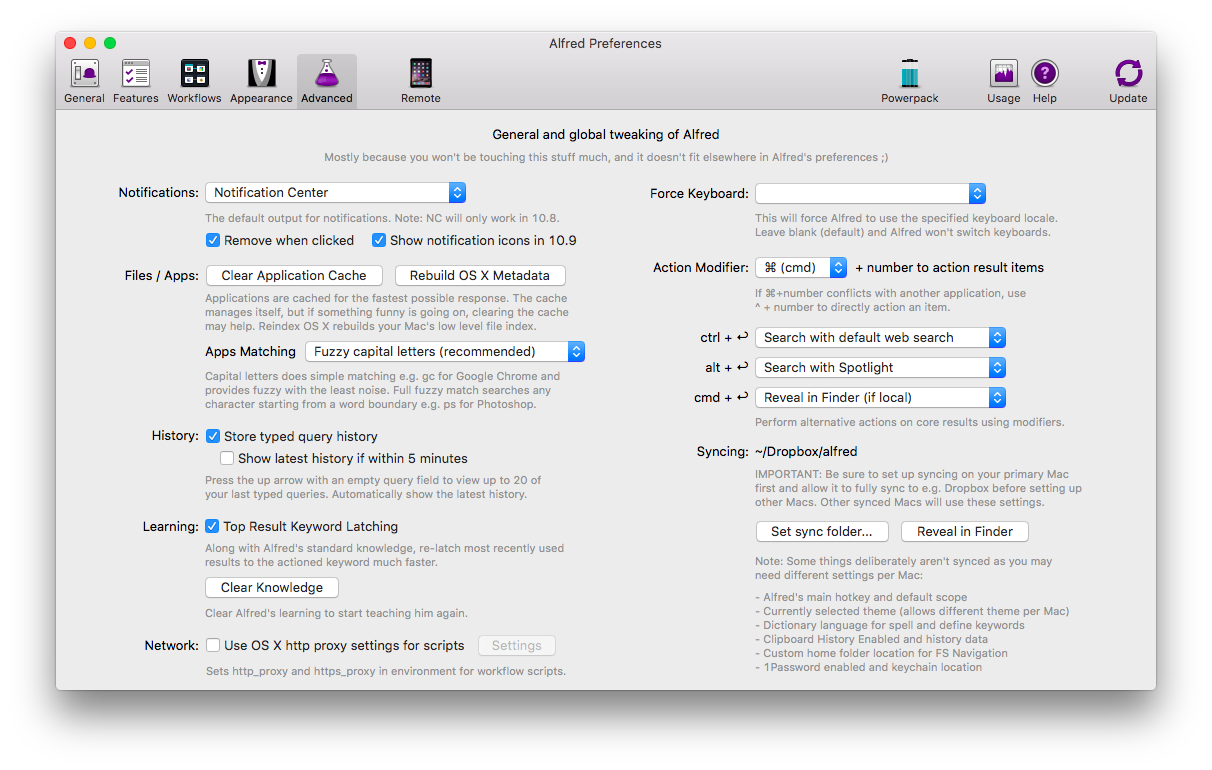 Alfred Preferences
General
Features
Workflows
Appearance
Advanced
Remote
Powerpack
Usage
Help
Update
General and global tweaking of Alfred
Mostly because you won't be touching this stuff much, and it doesn't fit elsewhere in Alfred's preferences ;)
Notifications: Notification Center
The default output for notifications. Note: NC will only work in 10.8.
Remove when clicked Show notification icons in 10.9
Files / Apps: Clear Application Cache Rebuild OS X Metadata
Applications are cached for the fastest possible response. The cache
manages itself, but if something funny is going on, clearing the cache
may help. Reindex OS X rebuilds your Mac's low level file index.
Apps Matching Fuzzy capital letters (recommended)
Capital letters does simple matching e.g. gc for Google Chrome and
provides fuzzy with the least noise. Full fuzzy match searches any
character starting from a word boundary e.g. ps for Photoshop.
History: Store typed query history
Show latest history if within 5 minutes
Press the up arrow with an empty query field to view up to 20 of
your last typed queries. Automatically show the latest history.
Learning: Top Result Keyword Latching
Along with Alfred's standard knowledge, re-latch most recently used
results to the actioned keyword much faster.
Clear Knowledge
Clear Alfred's learning to start teaching him again.
Network: Use OS X http proxy settings for scripts Settings
Sets http_proxy and https_proxy in environment for workflow scripts.
Force Keyboard:
This will force Alfred to use the specified keyboard locale.
Leave blank (default) and Alfred won't switch keyboards.
Action Modifier: ⌘ (cmd) + number to action result items
If ⌘+number conflicts with another application, use
^ + number to directly action an item.
ctrl + ↩ Search with default web search
alt + ↩ Search with Spotlight
cmd + ↩ Reveal in Finder (if local)
Perform alternative actions on core results using modifiers.
Syncing: ~/Dropbox/alfred
IMPORTANT: Be sure to set up syncing on your primary Mac
first and allow it to fully sync to e.g. Dropbox before setting up
other Macs. Other synced Macs will use these settings.
Set sync folder... Reveal in Finder
Note: Some things deliberately aren't synced as you may
need different settings per Mac:
- Alfred's main hotkey and default scope
- Currently selected theme (allows different theme per Mac)
- Dictionary language for spell and define keywords
- Clipboard History Enabled and history data
- Custom home folder location for FS Navigation
- 1Password enabled and keychain location